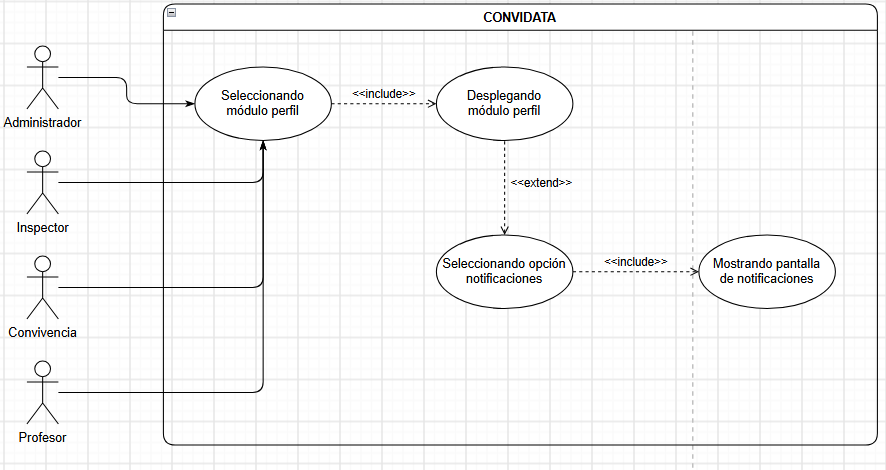 CONVIDATA
Administrador
Seleccionando
módulo perfil
<<include>>
Desplegando
módulo perfil
Inspector
<<extend>>
Convivencia
Seleccionando opción
notificaciones
<<include>>
Mostrando pantalla
de notificaciones
Profesor